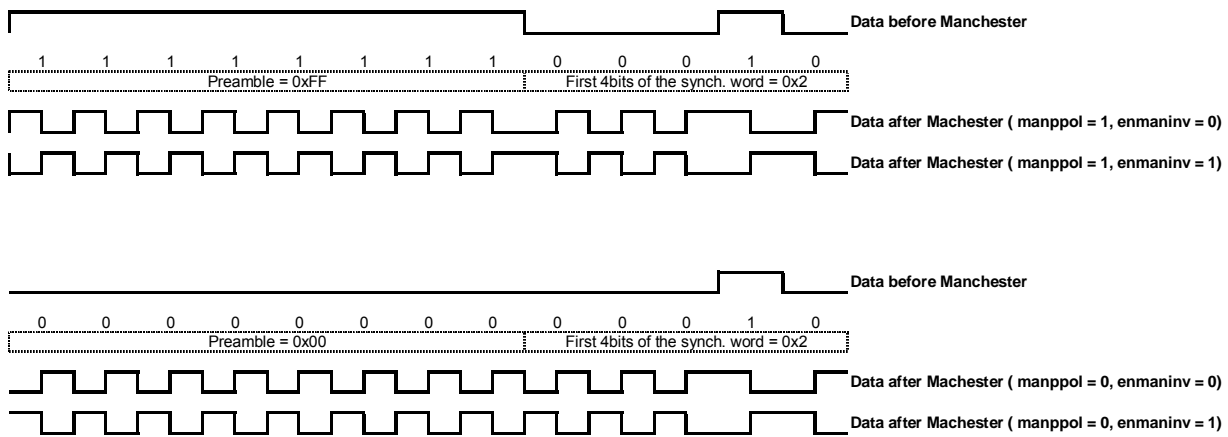 Data before Manchester
1 1 1 1 1 1 1 1 0 0 0 1 0
Preamble = 0xFF First 4bits of the synch. word = 0x2
Data after Machester ( manppol = 1, enmaninv = 0)
Data after Machester ( manppol = 1, enmaninv = 1)
Data before Manchester
0 0 0 0 0 0 0 0 0 0 0 1 0
Preamble = 0x00 First 4bits of the synch. word = 0x2
Data after Machester ( manppol = 0, enmaninv = 0)
Data after Machester ( manppol = 0, enmaninv = 1)